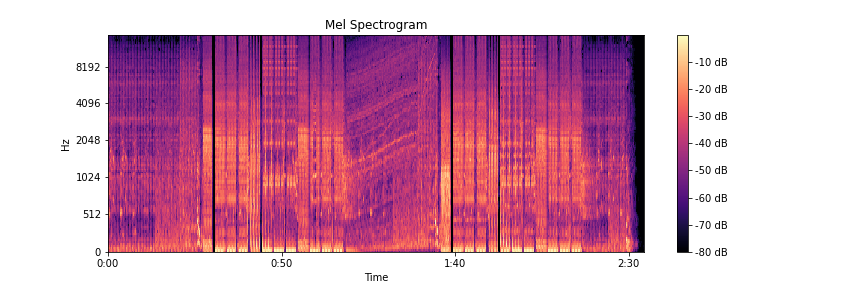 Mel Spectrogram
Hz
8192
4096
2048
1024
512
0
0:00
0:50
1:40
2:30
Time
-10 dB
-20 dB
-30 dB
-40 dB
-50 dB
-60 dB
-70 dB
-80 dB